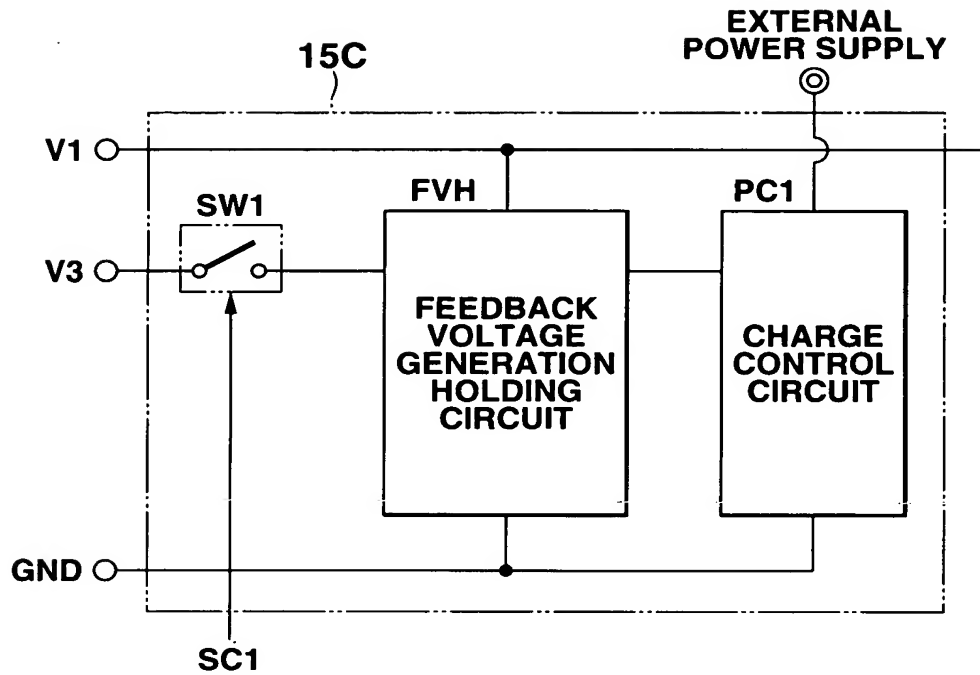 EXTERNAL
POWER SUPPLY
15C
V1
FVH
PC1
SW1
V3
FEEDBACK
VOLTAGE
GENERATION
HOLDING
CIRCUIT
CHARGE
CONTROL
CIRCUIT
GND
SC1